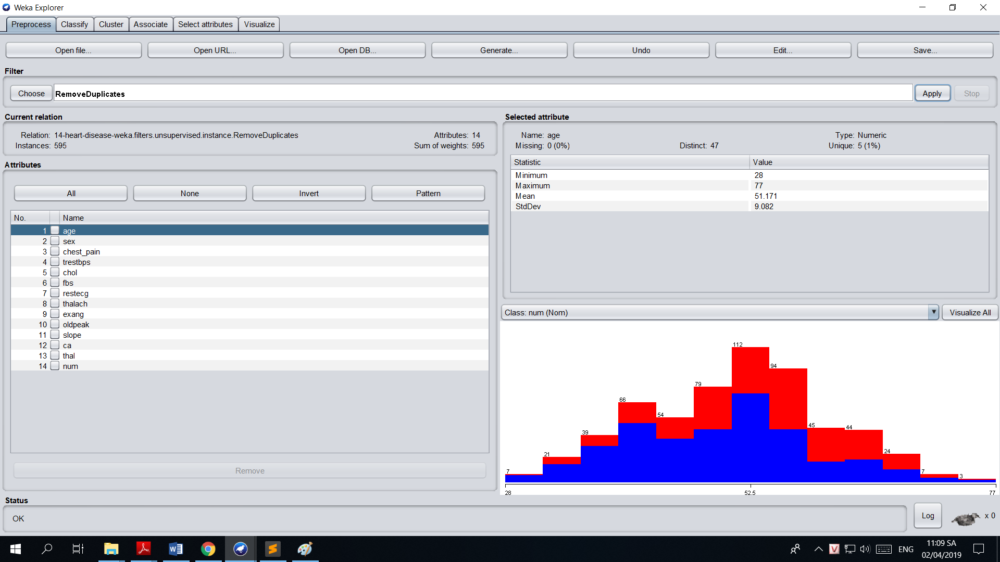 Weka Explorer
Preprocess Classify Cluster Associate Select attributes Visualize
Open file... Open URL... Open DB... Generate... Undo Edit... Save...
Filter
Choose RemoveDuplicates Apply Stop
Current relation
Relation: 14-heart-disease-weka.filters.unsupervised.instance.RemoveDuplicates Attributes: 14
Instances: 595 Sum of weights: 595
Attributes
All None Invert Pattern
No. Name
1 age
2 sex
3 chest_pain
4 trestbps
5 chol
6 fbs
7 restecg
8 thalach
9 exang
10 oldpeak
11 slope
12 ca
13 thal
14 num
Remove
Selected attribute
Name: age Type: Numeric
Missing: 0 (0%) Distinct: 47 Unique: 5 (1%)
Statistic Value
Minimum 28
Maximum 77
Mean 51.171
StdDev 9.082
Class: num (Nom) Visualize All
7 21 39 66 54 79 112 94 45 44 24 7 3
28 52.5 77
Status
OK
Log x 0
ENG
11:09 SA
02/04/2019